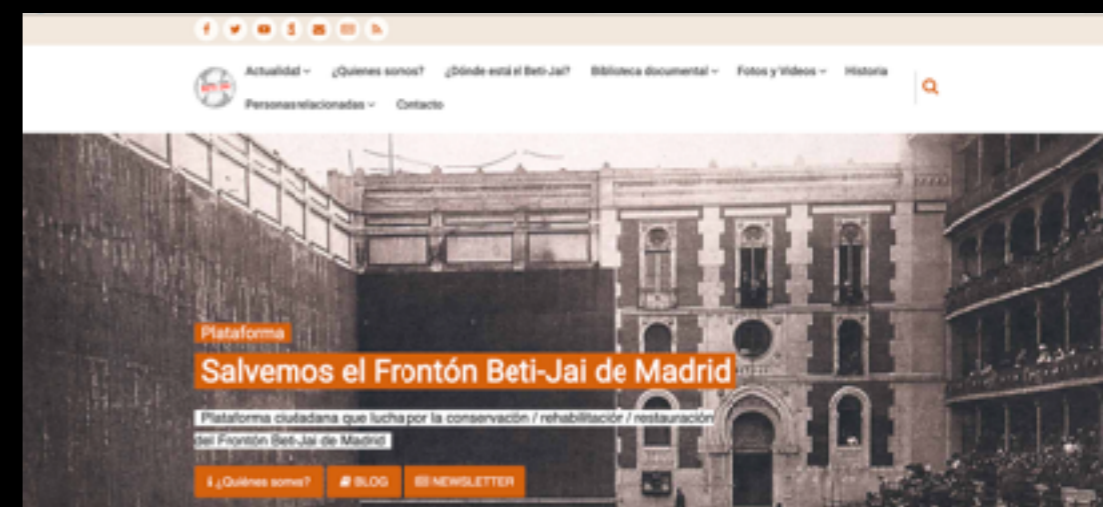 Actualidad
¿Quienes somos?
¿Dónde está el Beti-Jai?
Biblioteca documental
Fotos y Videos
Historia
Personas relacionadas
Contacto
Plataforma
Salvemos el Frontón Beti-Jai de Madrid
Plataforma ciutadana que lucha por la conservación / rehabilitación / restauración
del Frontón Beti-Jai de Madrid
¿Quiénes somos?
BLOG
NEWSLETTER